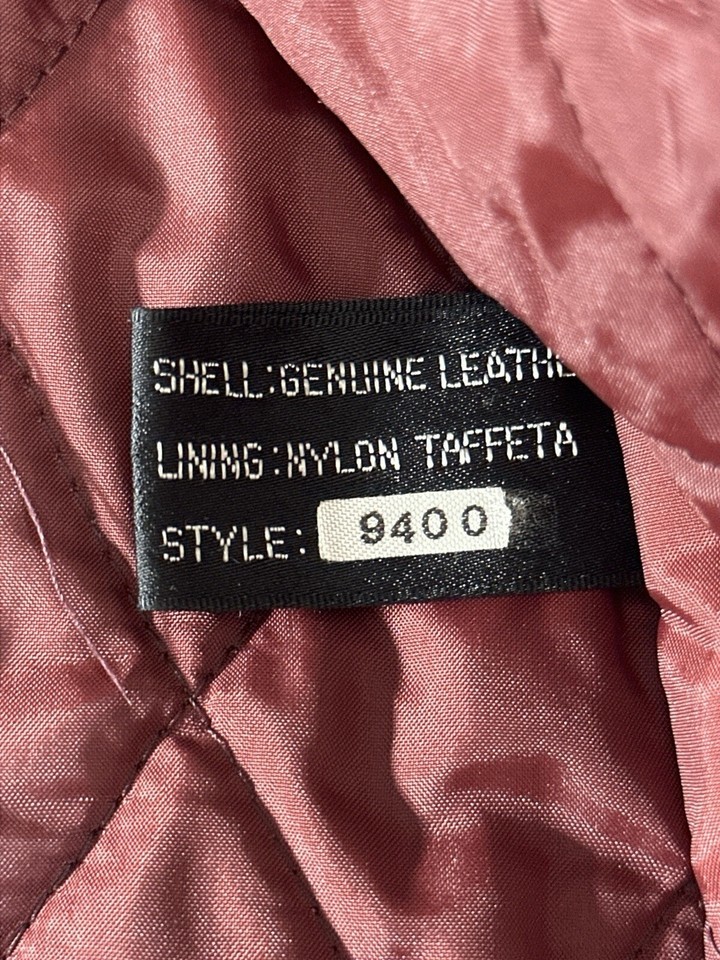 SHELL:GENUINE LEATHE
LINING:NYLON TAFFETA
STYLE: 9400